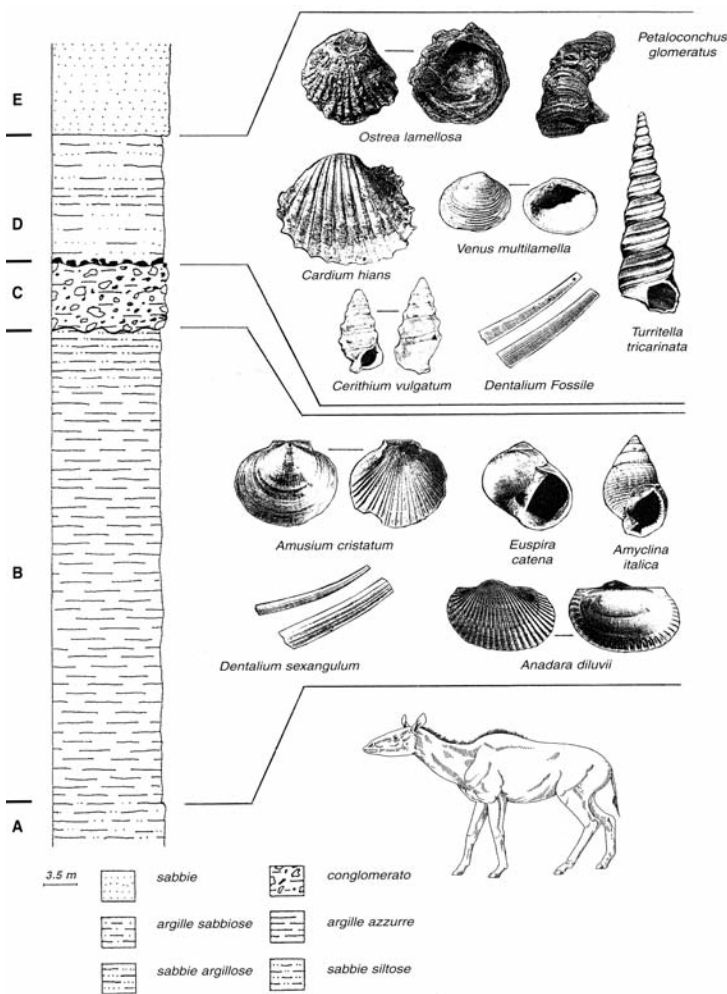 E
D
C
B
A
Petaloconchus
glomeratus
Ostrea lamellosa
Cardium hians
Venus multilamella
Turritella
tricarinata
Cerithium vulgatum
Dentalium Fossile
Amusium cristatum
Euspira
catena
Amyclina
italica
Dentalium sexangulum
Anadara diluvii
3.5 m
sabbie
conglomerato
argille sabbiose
argille azzurre
sabbie argillose
sabbie siltose